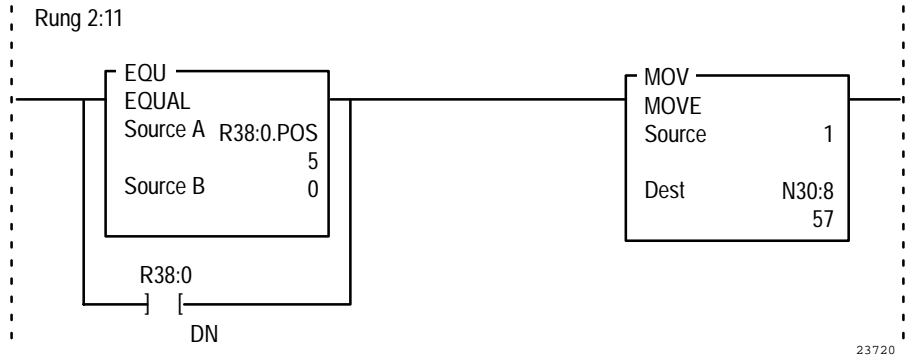 Rung 2:11
EQU
EQUAL
Source A R38:0.POS
5
Source B 0
MOV
MOVE
Source 1
Dest N30:8
57
R38:0
DN
23720